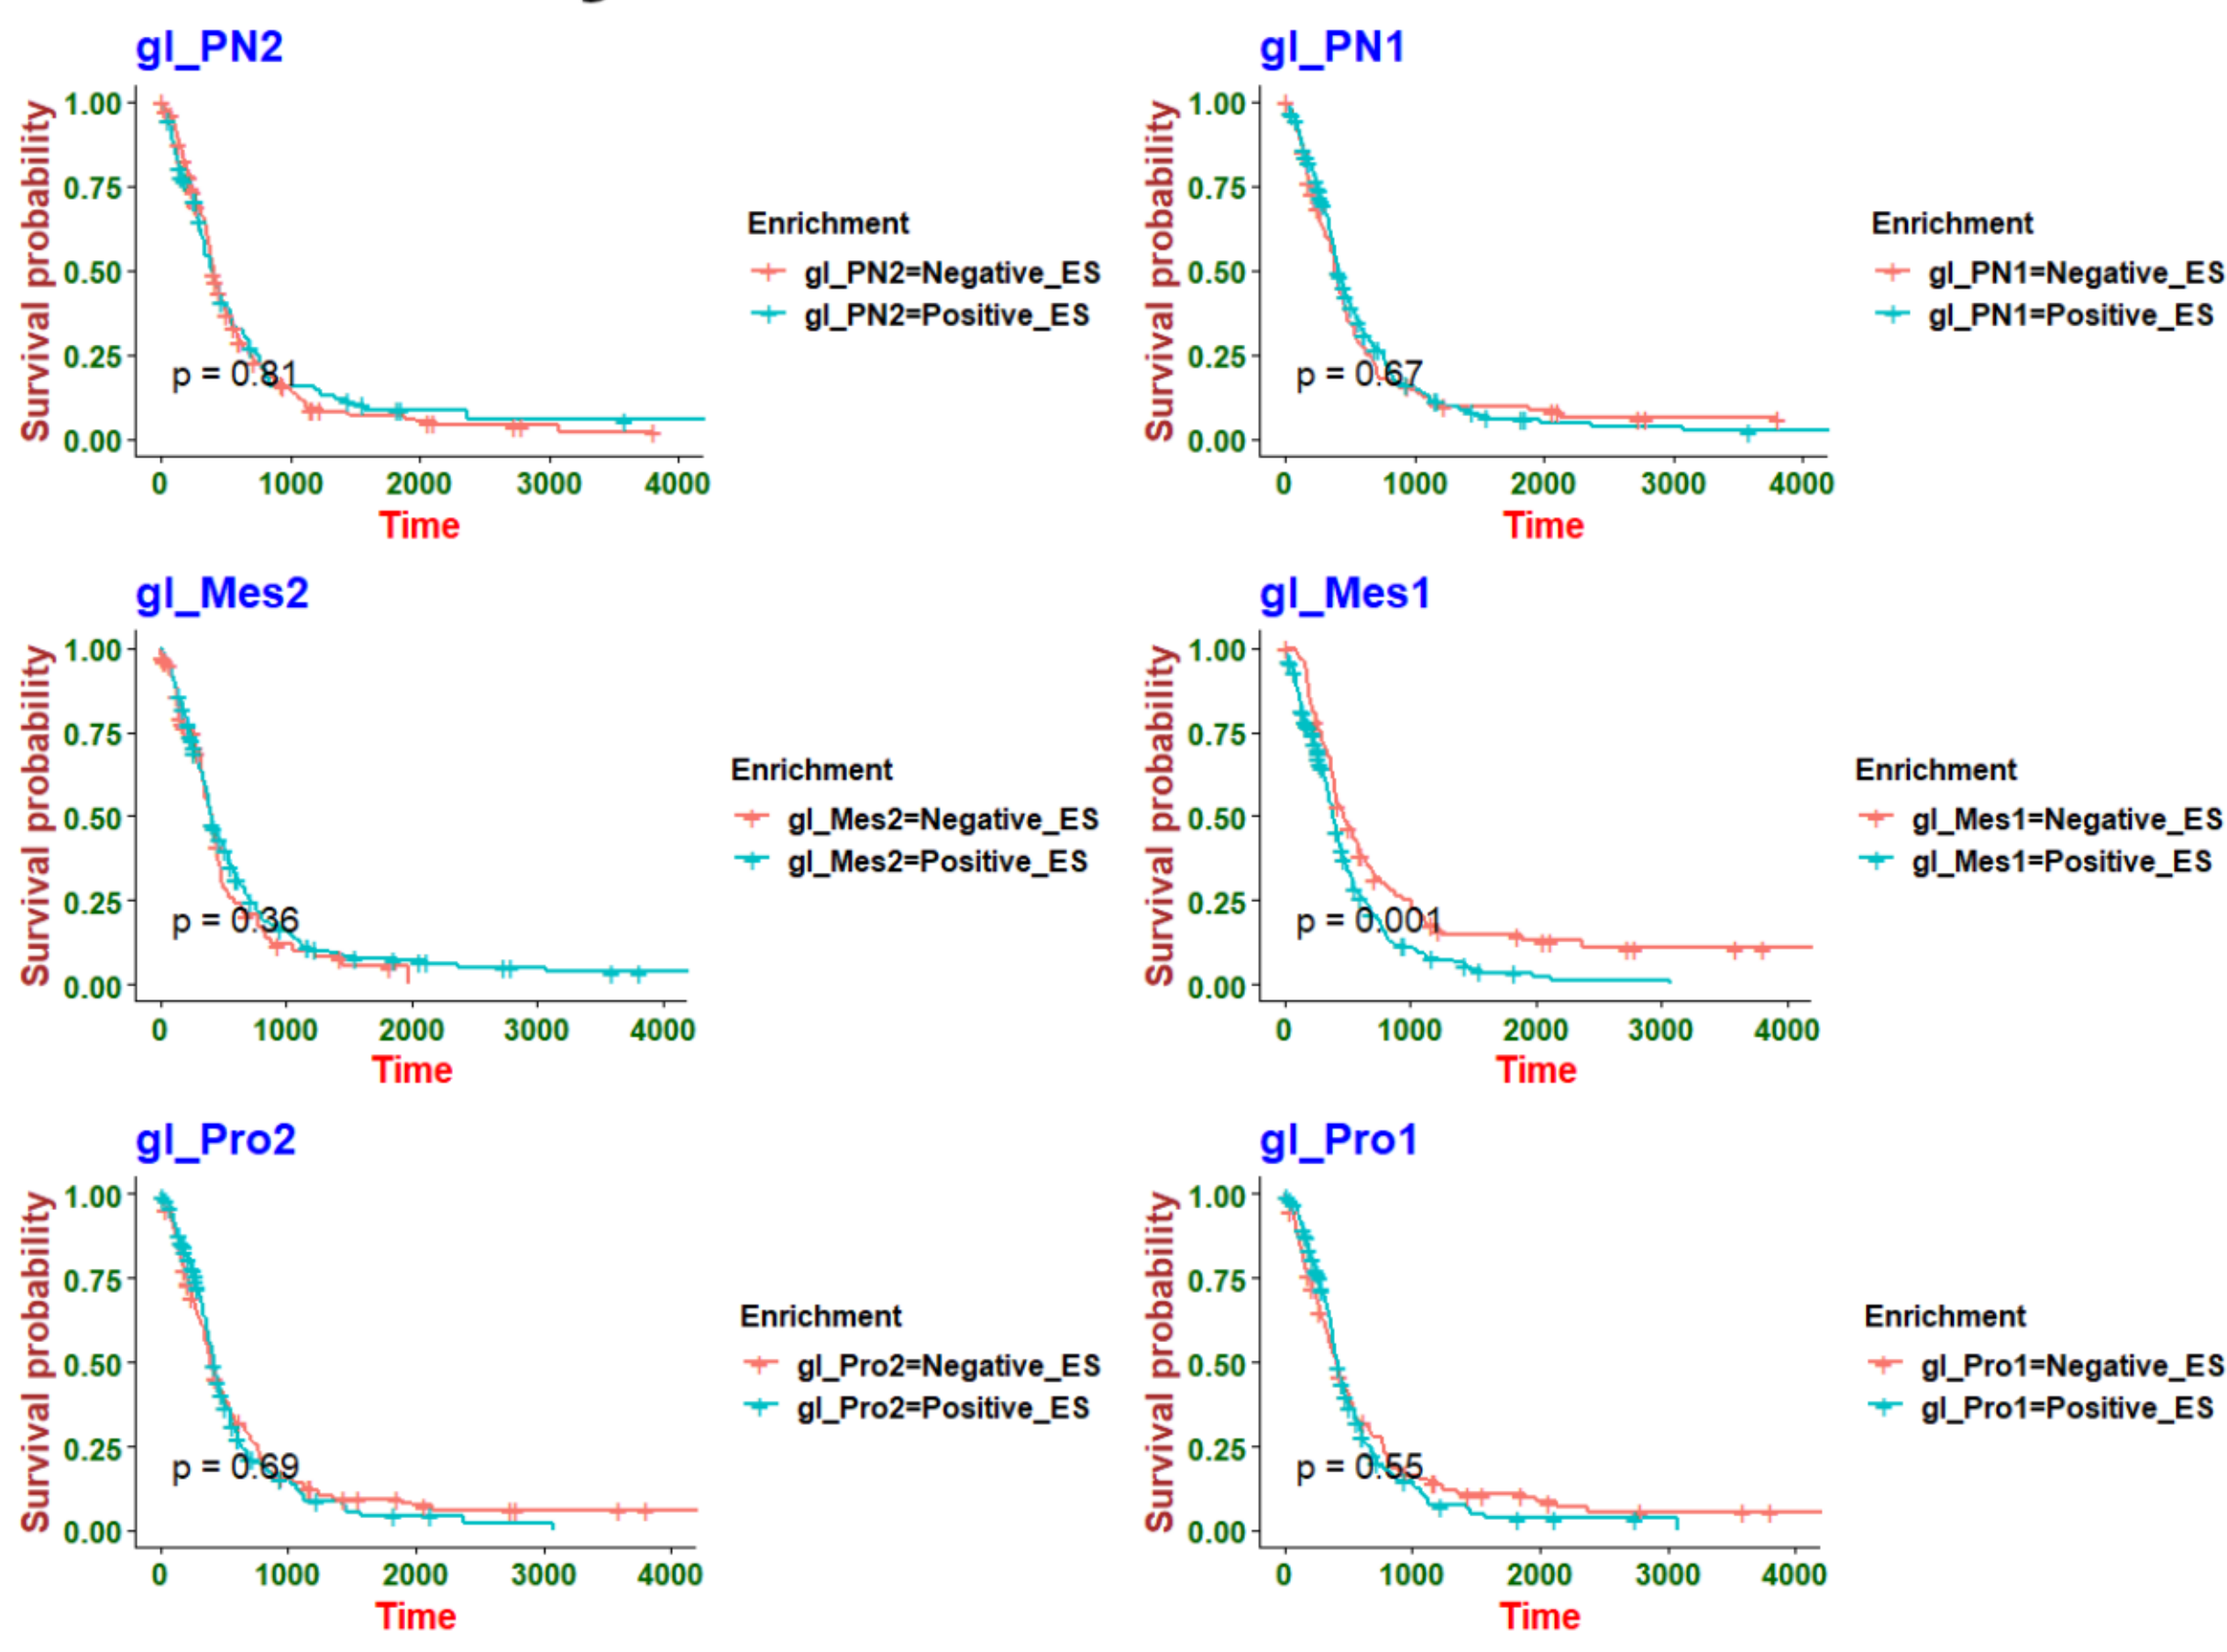 gl_PN2
Survival probability
1.00
0.75
0.50
0.25
0.00
p = 0.81
0 1000 2000 3000 4000
Time
Enrichment
gl_PN2=Negative_ES
gl_PN2=Positive_ES
gl_PN1
Survival probability
1.00
0.75
0.50
0.25
0.00
p = 0.67
0 1000 2000 3000 4000
Time
Enrichment
gl_PN1=Negative_ES
gl_PN1=Positive_ES
gl_Mes2
Survival probability
1.00
0.75
0.50
0.25
0.00
p = 0.36
0 1000 2000 3000 4000
Time
Enrichment
gl_Mes2=Negative_ES
gl_Mes2=Positive_ES
gl_Mes1
Survival probability
1.00
0.75
0.50
0.25
0.00
p = 0.001
0 1000 2000 3000 4000
Time
Enrichment
gl_Mes1=Negative_ES
gl_Mes1=Positive_ES
gl_Pro2
Survival probability
1.00
0.75
0.50
0.25
0.00
p = 0.69
0 1000 2000 3000 4000
Time
Enrichment
gl_Pro2=Negative_ES
gl_Pro2=Positive_ES
gl_Pro1
Survival probability
1.00
0.75
0.50
0.25
0.00
p = 0.55
0 1000 2000 3000 4000
Time
Enrichment
gl_Pro1=Negative_ES
gl_Pro1=Positive_ES